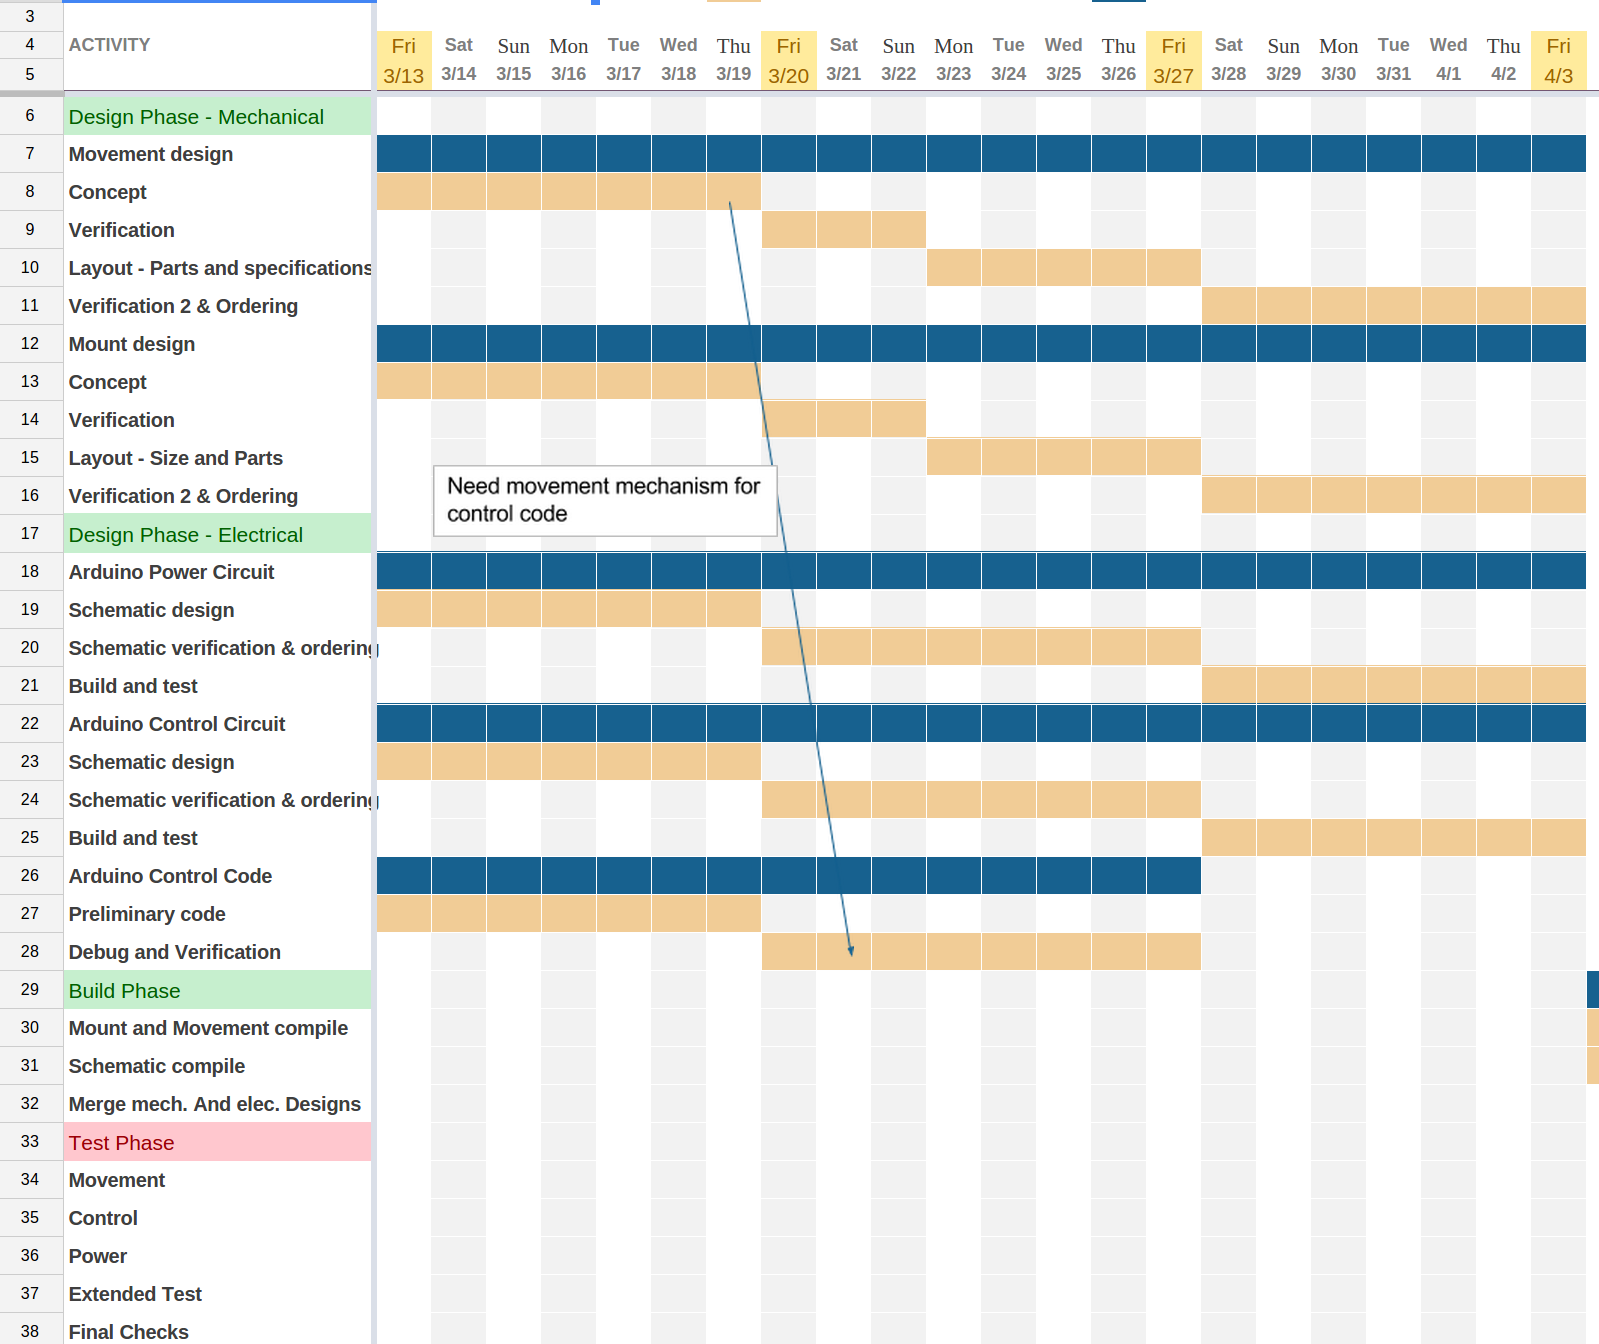 3
4 ACTIVITY Fri Sat Sun Mon Tue Wed Thu Fri Sat Sun Mon Tue Wed Thu Fri Sat Sun Mon Tue Wed Thu Fri
5 3/13 3/14 3/15 3/16 3/17 3/18 3/19 3/20 3/21 3/22 3/23 3/24 3/25 3/26 3/27 3/28 3/29 3/30 3/31 4/1 4/2 4/3
6 Design Phase - Mechanical
7 Movement design
8 Concept
9 Verification
10 Layout - Parts and specifications
11 Verification 2 & Ordering
12 Mount design
13 Concept
14 Verification
15 Layout - Size and Parts
Need movement mechanism for
control code
16 Verification 2 & Ordering
17 Design Phase - Electrical
18 Arduino Power Circuit
19 Schematic design
20 Schematic verification & ordering
21 Build and test
22 Arduino Control Circuit
23 Schematic design
24 Schematic verification & ordering
25 Build and test
26 Arduino Control Code
27 Preliminary code
28 Debug and Verification
29 Build Phase
30 Mount and Movement compile
31 Schematic compile
32 Merge mech. And elec. Designs
33 Test Phase
34 Movement
35 Control
36 Power
37 Extended Test
38 Final Checks